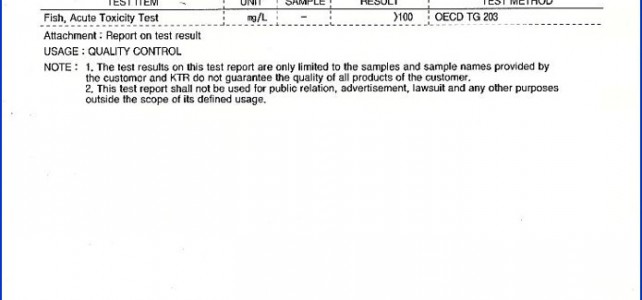 TEST ITEM UNIT SAMPLE RESULT TEST METHOD
Fish, Acute Toxicity Test mg/L – >100 OECD TG 203
Attachment : Report on test result
USAGE : QUALITY CONTROL
NOTE : 1. The test results on this test report are only limited to the samples and sample names provided by
the customor and KTR do not guarantee the quality of all products of the customer.
2. This test report shall not be used for public relation, advertisement, lawsuit and any other purposes
outside the scope of its defined usage.